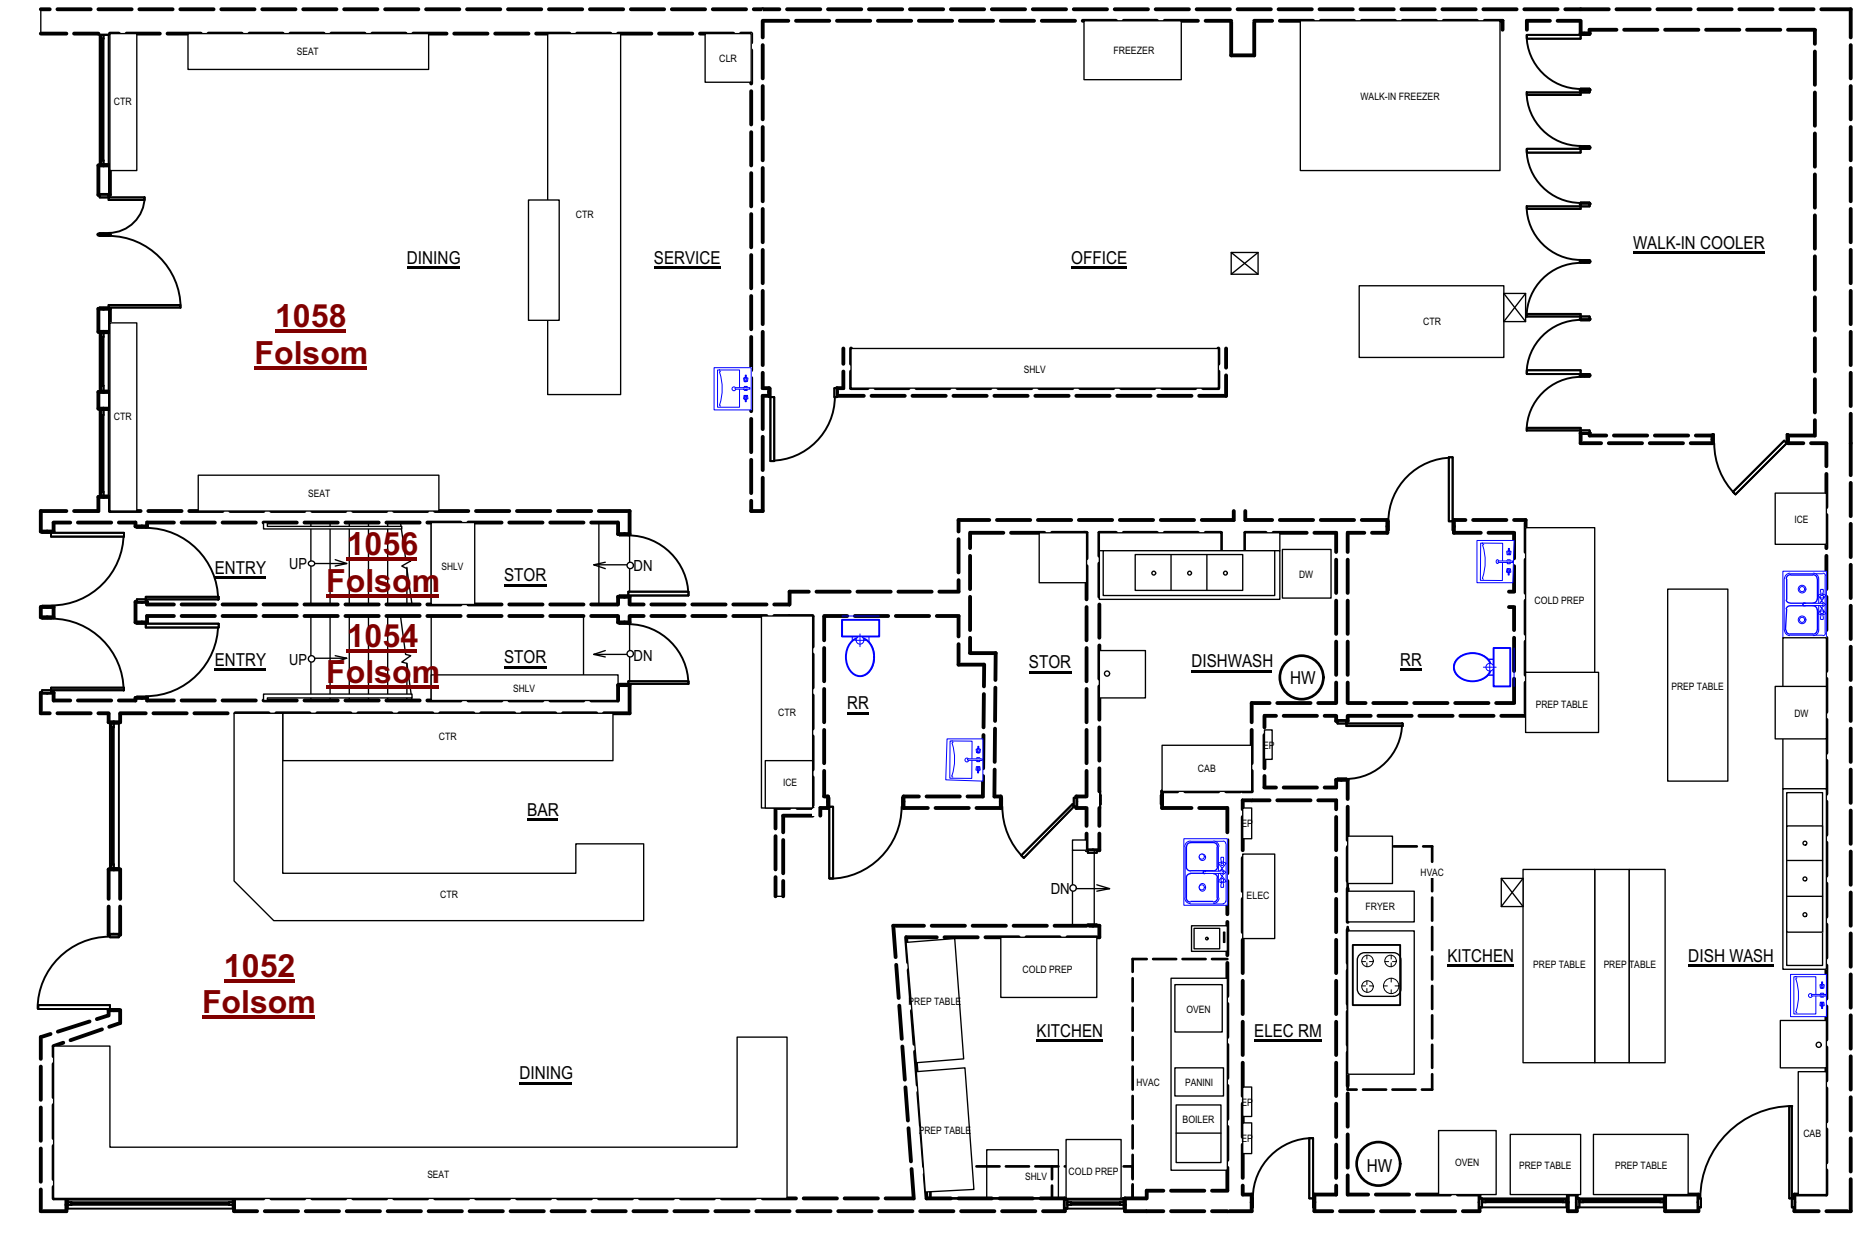 SEAT
CTR
CLR
FREEZER
WALK-IN FREEZER
CTR
DINING
SERVICE
OFFICE
WALK-IN COOLER
1058
Folsom
CTR
SHLV
CTR
SEAT
ICE
1056
Folsom
ENTRY
UP
SHLV
STOR
DN
DW
COLD PREP
1054
Folsom
ENTRY
UP
STOR
DN
SHLV
STOR
DISHWASH
HW
RR
PREP TABLE
PREP TABLE
RR
CTR
DW
CTR
EP
CAB
ICE
BAR
EP
CTR
DN
ELEC
HVAC
FRYER
1052
Folsom
KITCHEN
PREP TABLE
PREP TABLE
DISH WASH
COLD PREP
PREP TABLE
OVEN
KITCHEN
ELEC RM
DINING
HVAC
PANINI
EP
BOILER
PREP TABLE
EP
CAB
SEAT
SHLV
COLD PREP
HW
OVEN
PREP TABLE
PREP TABLE